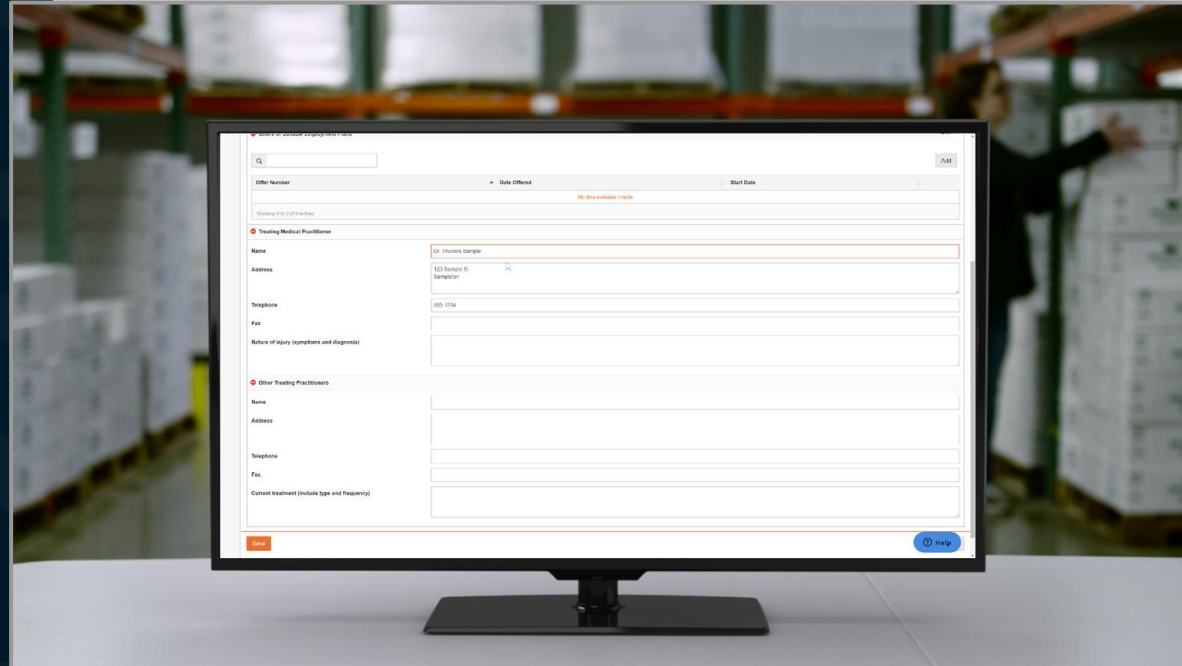 Offers of Suitable Employment Plans
Add
Offer Number Date Offered Start Date
No data available in table
Showing 0 to 0 of 0 entries
Treating Medical Practitioner
Name Dr. Thomas Sample
Address 123 Sample St
Sampleton
Telephone 555-1234
Fax
Nature of injury (symptoms and diagnosis)
Other Treating Practitioners
Name
Address
Telephone
Fax
Current treatment (include type and frequency)
Save
Help